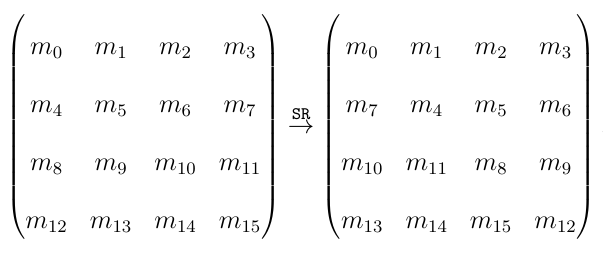 m₀ m₁ m₂ m₃ m₀ m₁ m₂ m₃
m₄ m₅ m₆ m₇ SR → m₇ m₄ m₅ m₆
m₈ m₉ m₁₀ m₁₁ m₁₀ m₁₁ m₈ m₉
m₁₂ m₁₃ m₁₄ m₁₅ m₁₃ m₁₄ m₁₅ m₁₂